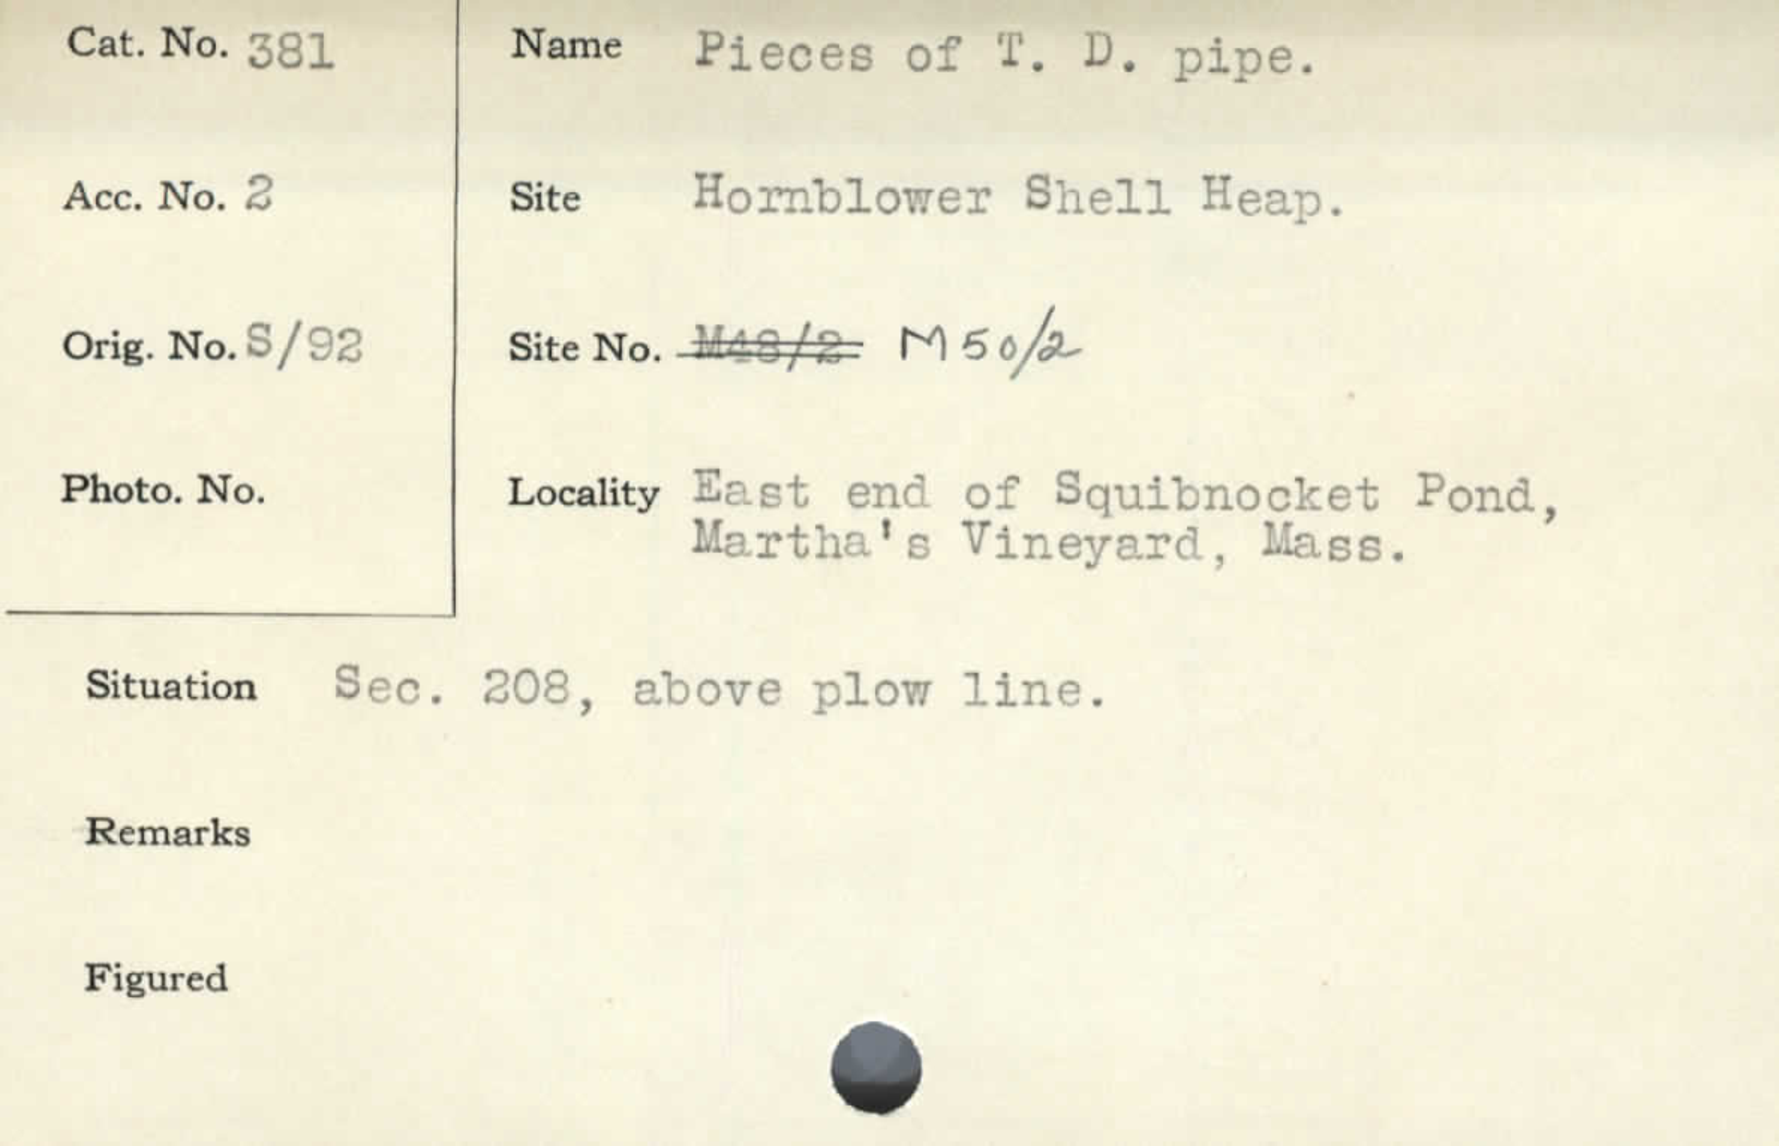 Cat. No. 381
Name Pieces of T. D. pipe.
Acc. No. 2
Site Hornblower Shell Heap.
Orig. No. S/92
Site No. M48/2 M50/2
Photo. No.
Locality East end of Squibnocket Pond,
Martha's Vineyard, Mass.
Situation Sec. 208, above plow line.
Remarks
Figured